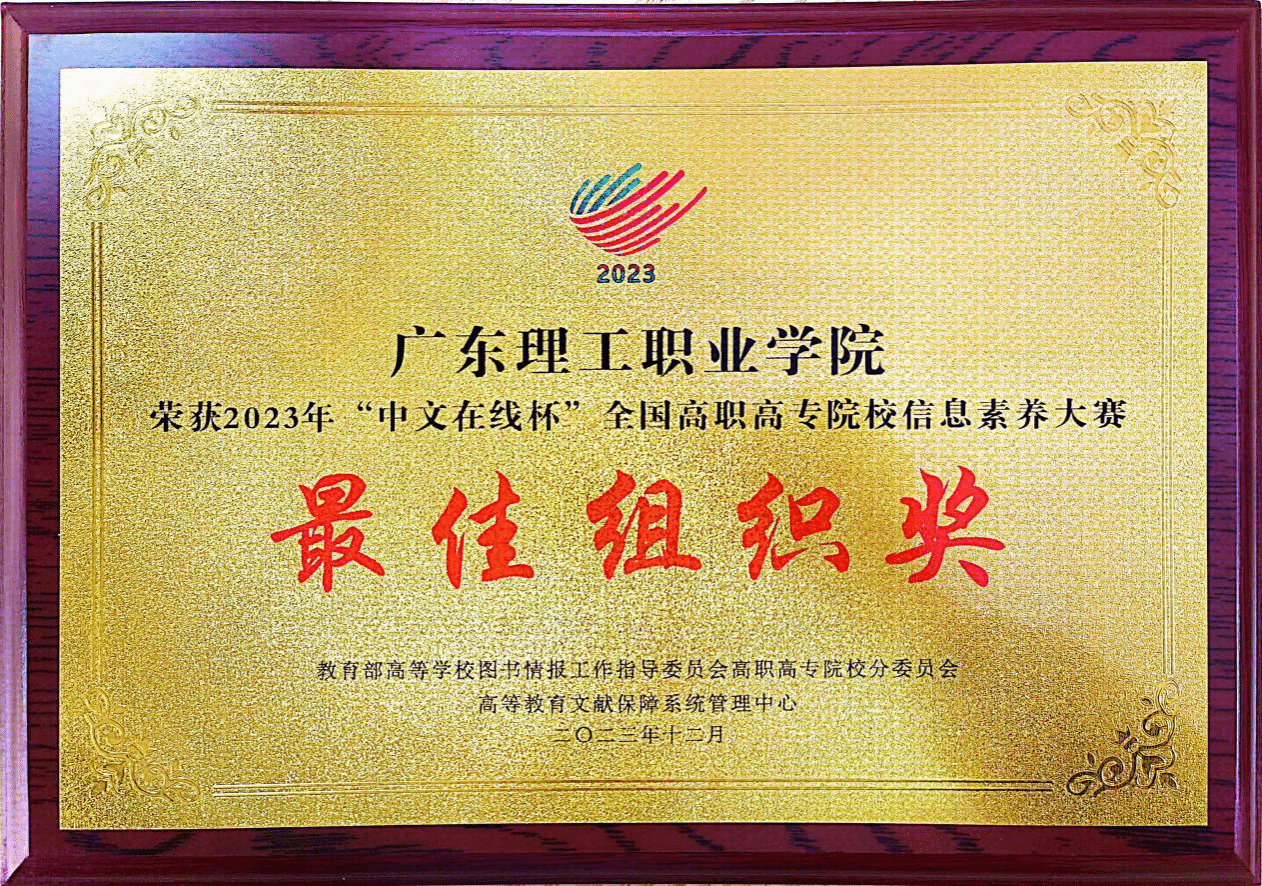 2023
广东理工职业学院
荣获2023年“中文在线杯”全国高职高专院校信息素养大赛
最佳组织奖
教育部高等学校图书情报工作指导委员会高职高专院校分委员会
高等教育文献保障系统管理中心
二〇二三年十二月